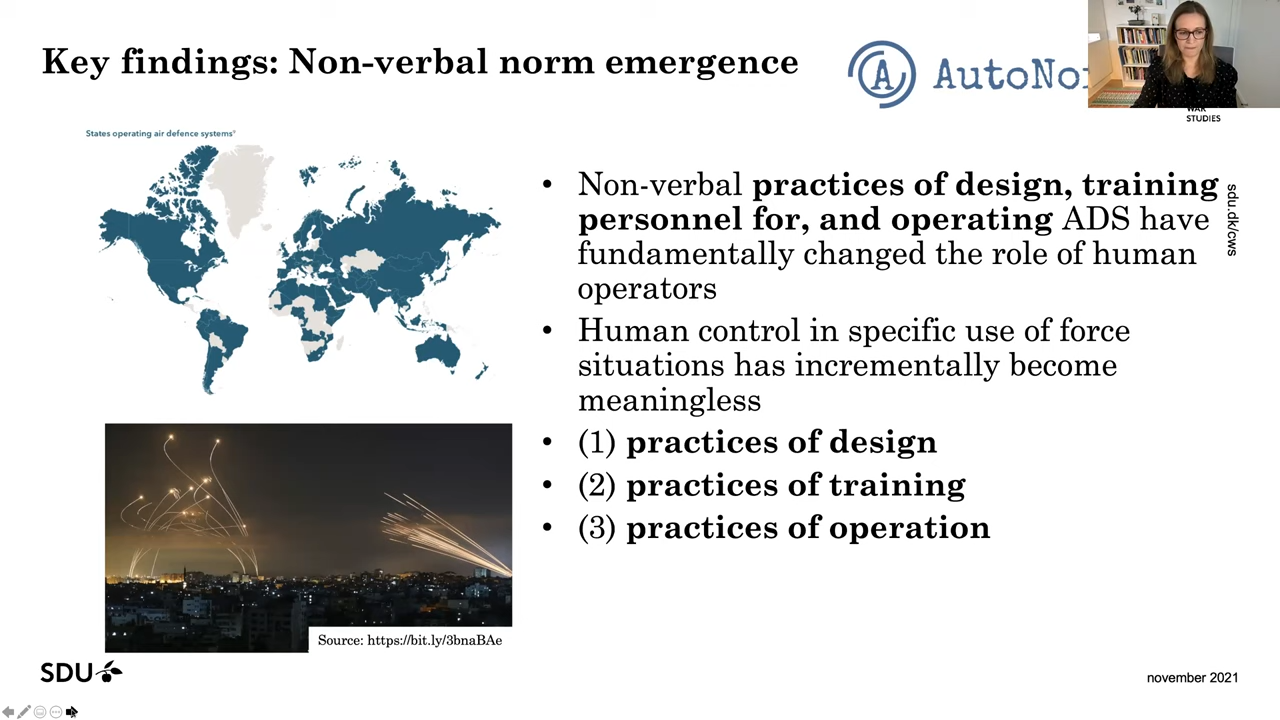 Key findings: Non-verbal norm emergence
A AutoNo
WAR
STUDIES
sdu.dk/cws
States operating air defence systems⁶
• Non-verbal practices of design, training
personnel for, and operating ADS have
fundamentally changed the role of human
operators
• Human control in specific use of force
situations has incrementally become
meaningless
• (1) practices of design
• (2) practices of training
• (3) practices of operation
Source: https://bit.ly/3bnaBAe
SDU
november 2021